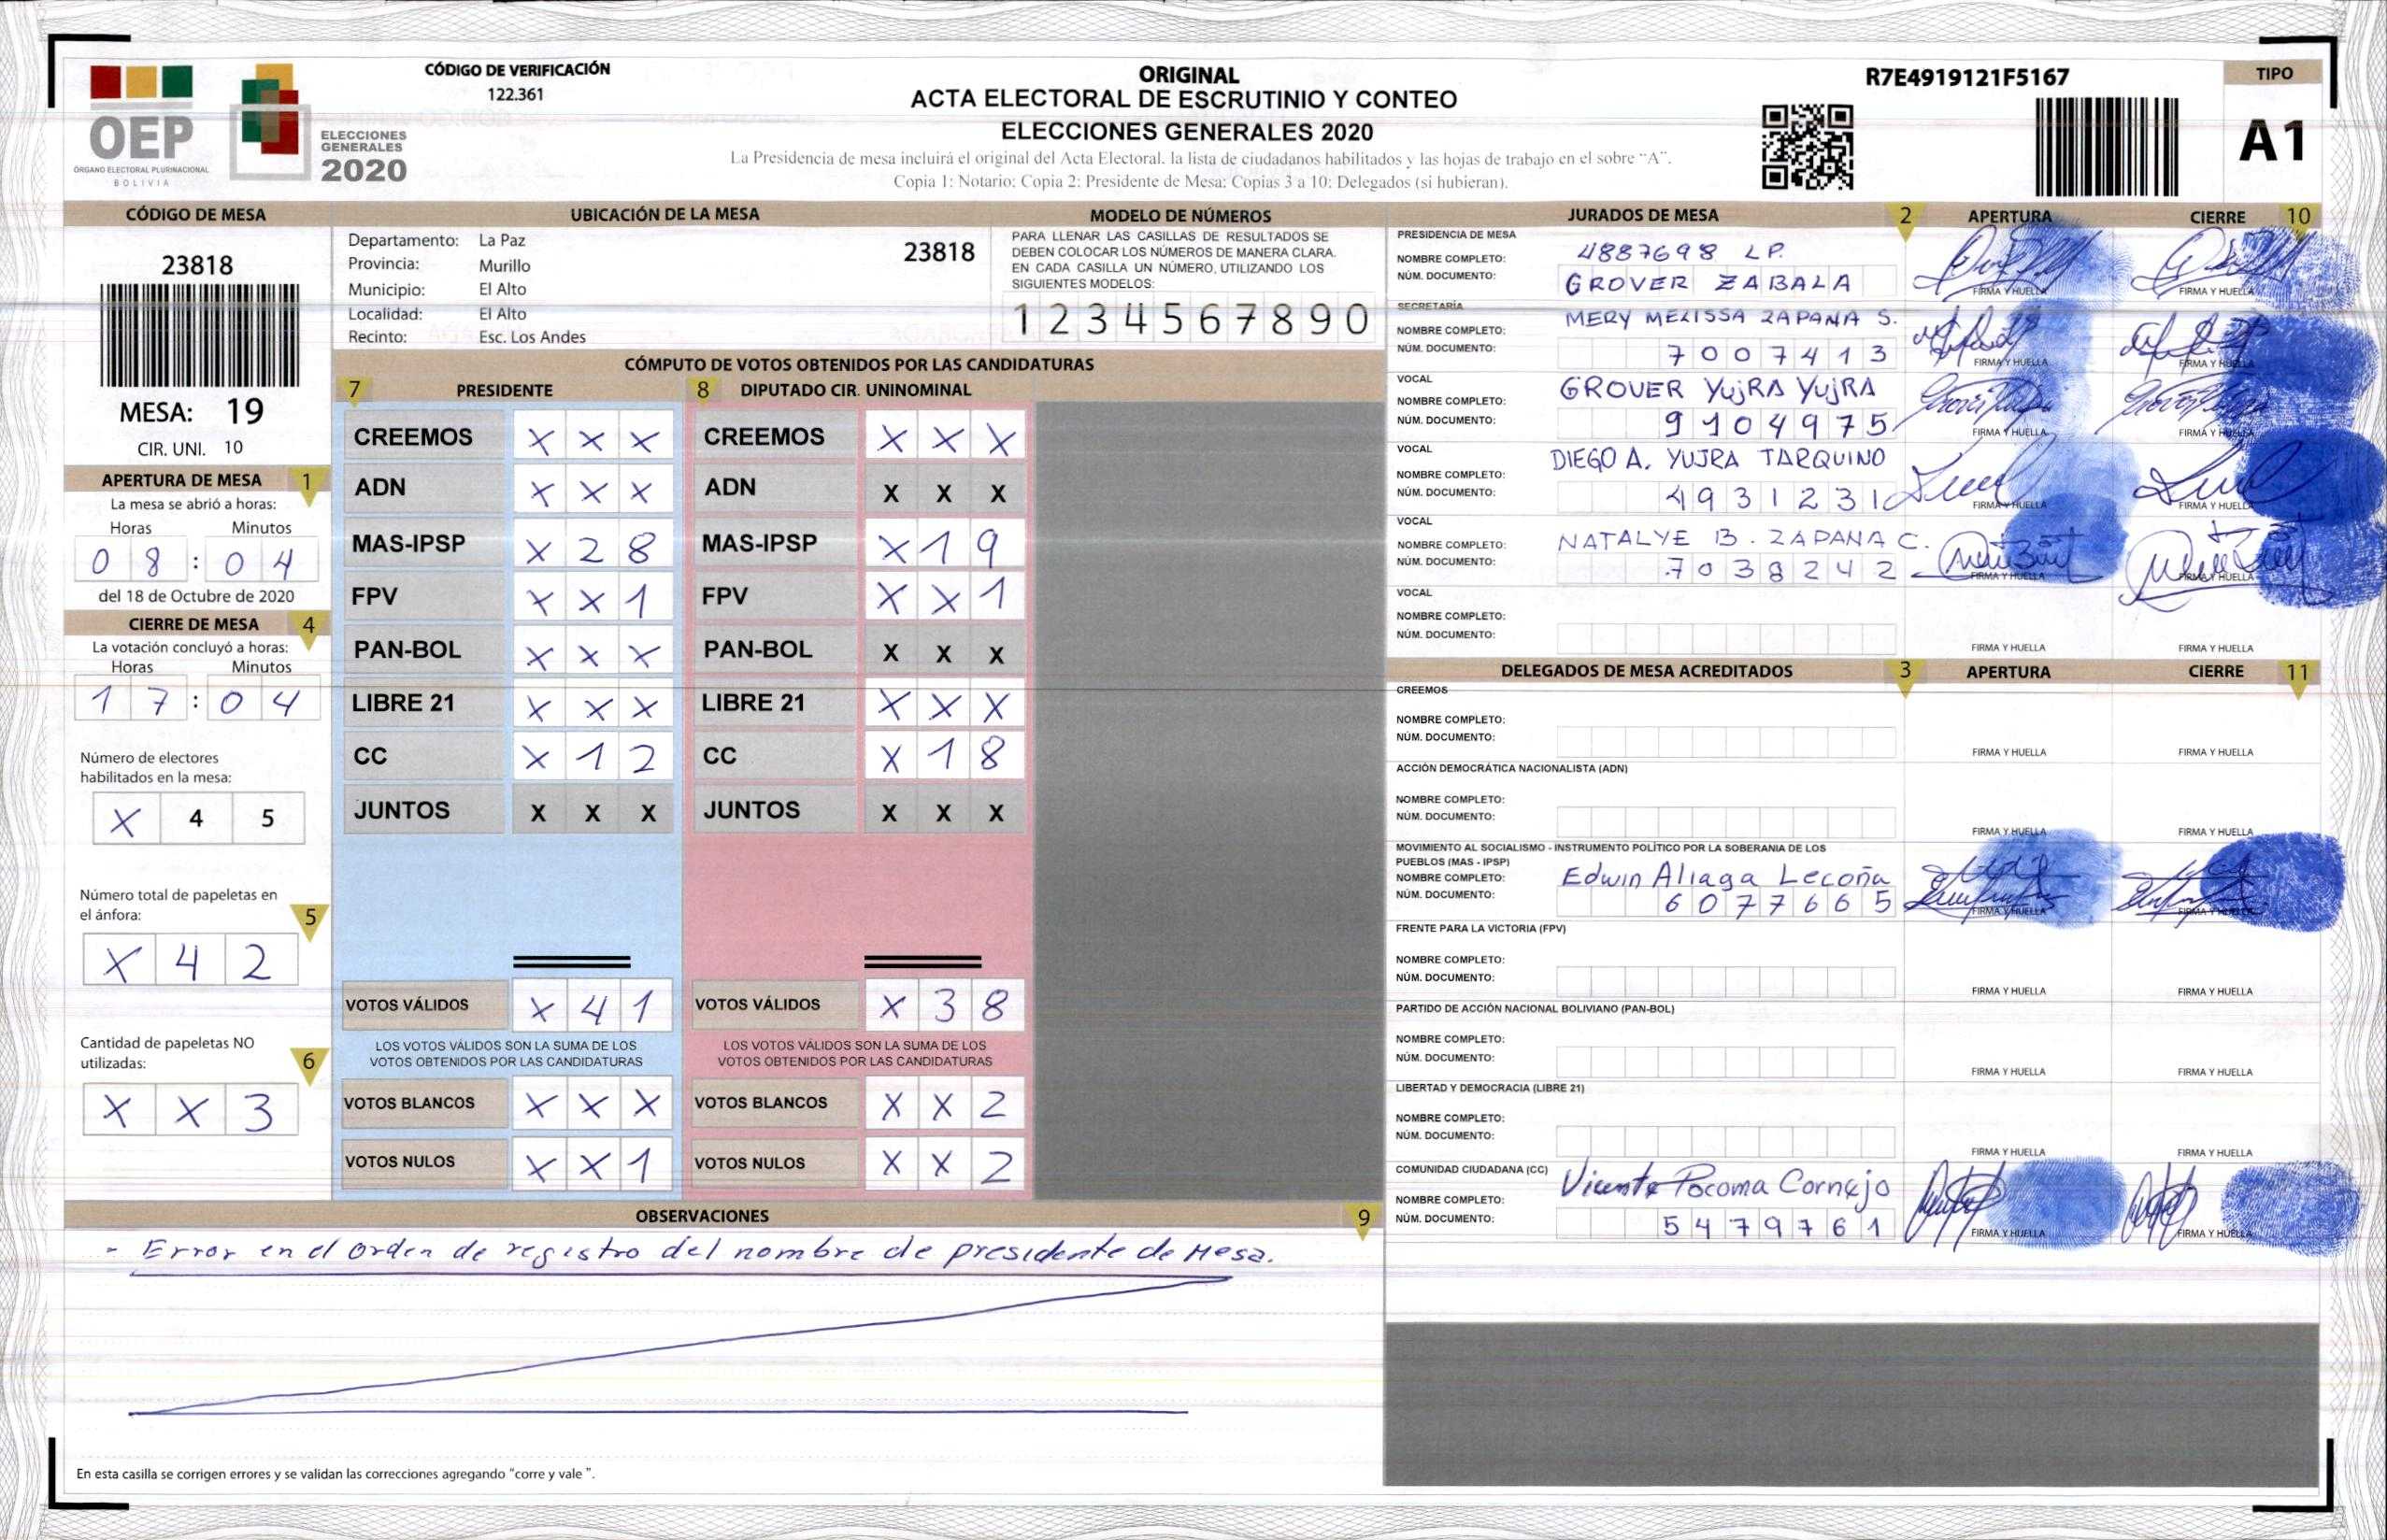 OEP
ÓRGANO ELECTORAL PLURINACIONAL
BOLIVIA
ELECCIONES
GENERALES
2020
CÓDIGO DE VERIFICACIÓN
122.361
ORIGINAL
ACTA ELECTORAL DE ESCRUTINIO Y CONTEO
ELECCIONES GENERALES 2020
La Presidencia de mesa incluirá el original del Acta Electoral. la lista de ciudadanos habilitados y las hojas de trabajo en el sobre "A".
Copia 1: Notario: Copia 2: Presidente de Mesa: Copias 3 a 10: Delegados (si hubieran).
R7E4919121F5167
TIPO
A1
CÓDIGO DE MESA
23818
MESA: 19
CIR. UNI. 10
APERTURA DE MESA 1
La mesa se abrió a horas:
Horas Minutos
0 8 : 0 4
del 18 de Octubre de 2020
CIERRE DE MESA 4
La votación concluyó a horas:
Horas Minutos
1 7 : 0 4
Número de electores
habilitados en la mesa:
X 4 5
Número total de papeletas en
el ánfora: 5
X 4 2
Cantidad de papeletas NO
utilizadas: 6
X X 3
UBICACIÓN DE LA MESA
Departamento: La Paz 23818
Provincia: Murillo
Municipio: El Alto
Localidad: El Alto
Recinto: Esc. Los Andes
MODELO DE NÚMEROS
PARA LLENAR LAS CASILLAS DE RESULTADOS SE
DEBEN COLOCAR LOS NÚMEROS DE MANERA CLARA.
EN CADA CASILLA UN NÚMERO, UTILIZANDO LOS
SIGUIENTES MODELOS:
1 2 3 4 5 6 7 8 9 0
CÓMPUTO DE VOTOS OBTENIDOS POR LAS CANDIDATURAS
7 PRESIDENTE 8 DIPUTADO CIR. UNINOMINAL
CREEMOS X X X CREEMOS X X X
ADN X X X ADN X X X
MAS-IPSP X 2 8 MAS-IPSP X 1 9
FPV X X 1 FPV X X 1
PAN-BOL X X X PAN-BOL X X X
LIBRE 21 X X X LIBRE 21 X X X
CC X 1 2 CC X 1 8
JUNTOS X X X JUNTOS X X X
VOTOS VÁLIDOS X 4 1 VOTOS VÁLIDOS X 3 8
LOS VOTOS VÁLIDOS SON LA SUMA DE LOS LOS VOTOS VÁLIDOS SON LA SUMA DE LOS
VOTOS OBTENIDOS POR LAS CANDIDATURAS VOTOS OBTENIDOS POR LAS CANDIDATURAS
VOTOS BLANCOS X X X VOTOS BLANCOS X X 2
VOTOS NULOS X X 1 VOTOS NULOS X X 2
OBSERVACIONES 9
- Error en el orden de registro del nombre de presidente de Mesa.
En esta casilla se corrigen errores y se validan las correcciones agregando "corre y vale ".
JURADOS DE MESA 2 APERTURA CIERRE 10
PRESIDENCIA DE MESA
NOMBRE COMPLETO: 4887698 LP.
NÚM. DOCUMENTO: GROVER ZABALA
FIRMA Y HUELLA FIRMA Y HUELLA
SECRETARÍA
NOMBRE COMPLETO: MERY MELISSA ZAPANA S.
NÚM. DOCUMENTO: 7007413
FIRMA Y HUELLA FIRMA Y HUELLA
VOCAL
NOMBRE COMPLETO: GROVER YUJRA YUJRA
NÚM. DOCUMENTO: 9104975
FIRMA Y HUELLA FIRMA Y HUELLA
VOCAL
NOMBRE COMPLETO: DIEGO A. YUJRA TARQUINO
NÚM. DOCUMENTO: 4931231
FIRMA Y HUELLA FIRMA Y HUELLA
VOCAL
NOMBRE COMPLETO: NATALYE B. ZAPANA C.
NÚM. DOCUMENTO: 7038242
FIRMA Y HUELLA FIRMA Y HUELLA
VOCAL
NOMBRE COMPLETO:
NÚM. DOCUMENTO:
FIRMA Y HUELLA FIRMA Y HUELLA
DELEGADOS DE MESA ACREDITADOS 3 APERTURA CIERRE 11
CREEMOS
NOMBRE COMPLETO:
NÚM. DOCUMENTO:
FIRMA Y HUELLA FIRMA Y HUELLA
ACCIÓN DEMOCRÁTICA NACIONALISTA (ADN)
NOMBRE COMPLETO:
NÚM. DOCUMENTO:
FIRMA Y HUELLA FIRMA Y HUELLA
MOVIMIENTO AL SOCIALISMO - INSTRUMENTO POLÍTICO POR LA SOBERANIA DE LOS
PUEBLOS (MAS - IPSP)
NOMBRE COMPLETO: Edwin Aliaga Lecoña
NÚM. DOCUMENTO: 6077665
FIRMA Y HUELLA FIRMA Y HUELLA
FRENTE PARA LA VICTORIA (FPV)
NOMBRE COMPLETO:
NÚM. DOCUMENTO:
FIRMA Y HUELLA FIRMA Y HUELLA
PARTIDO DE ACCIÓN NACIONAL BOLIVIANO (PAN-BOL)
NOMBRE COMPLETO:
NÚM. DOCUMENTO:
FIRMA Y HUELLA FIRMA Y HUELLA
LIBERTAD Y DEMOCRACIA (LIBRE 21)
NOMBRE COMPLETO:
NÚM. DOCUMENTO:
FIRMA Y HUELLA FIRMA Y HUELLA
COMUNIDAD CIUDADANA (CC)
NOMBRE COMPLETO: Vicente Pocoma Cornejo
NÚM. DOCUMENTO: 5479761
FIRMA Y HUELLA FIRMA Y HUELLA